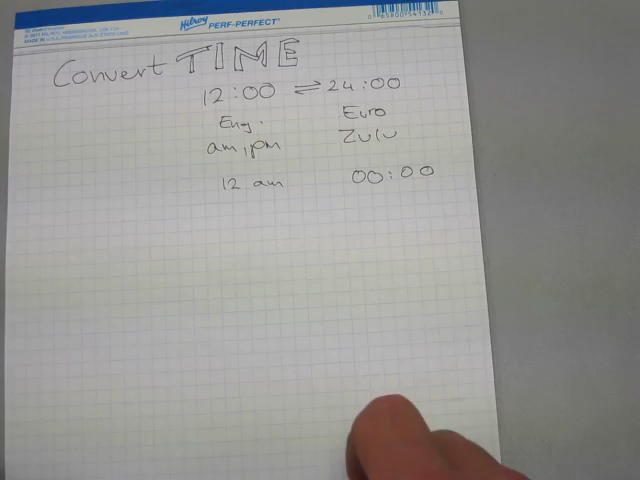 Hilroy PERF-PERFECT
Convert TIME
12:00 ⇌ 24:00
Eng. Euro
am, pm Zulu
12 am 00:00